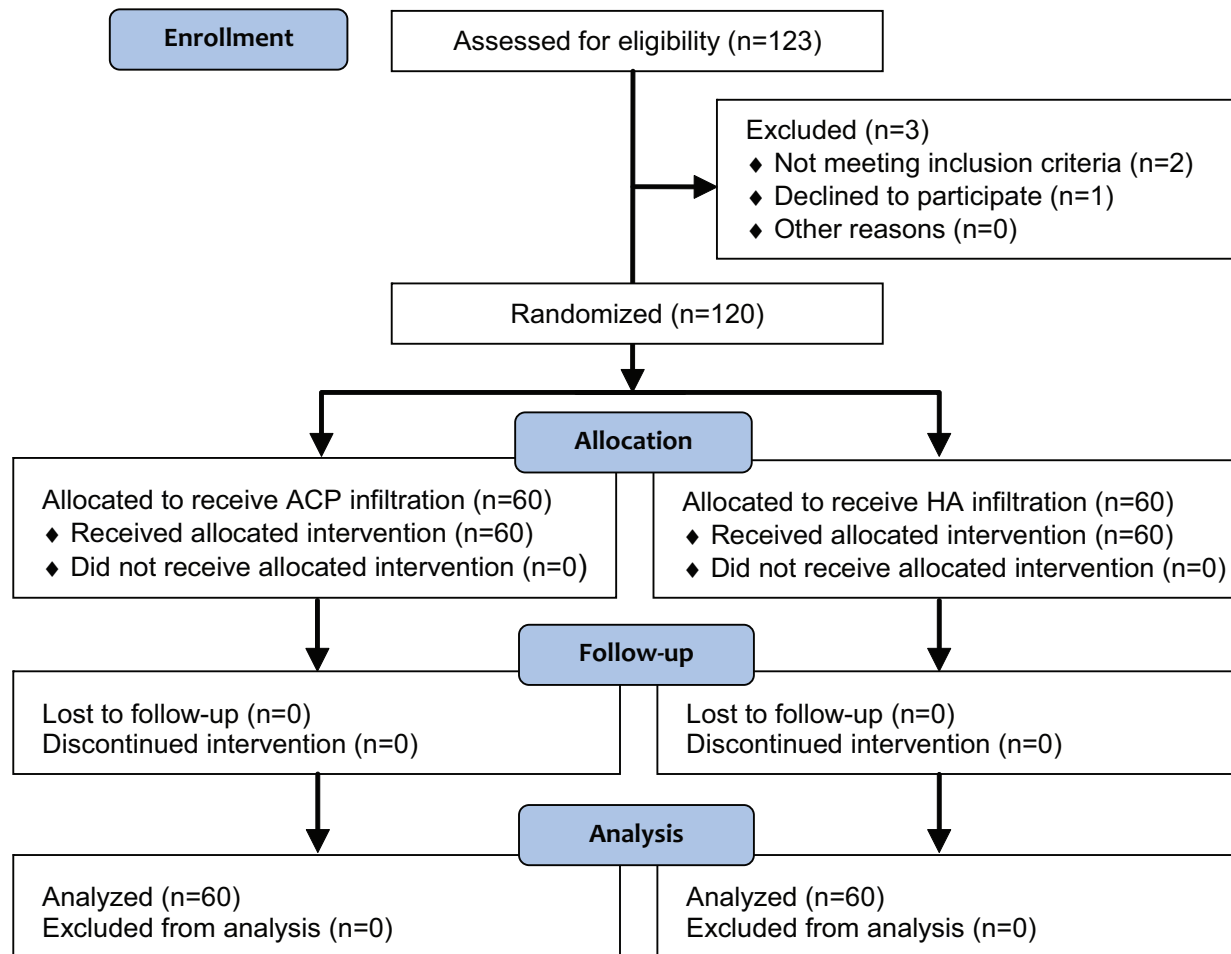 Enrollment
Assessed for eligibility (n=123)
Excluded (n=3)
♦ Not meeting inclusion criteria (n=2)
♦ Declined to participate (n=1)
♦ Other reasons (n=0)
Randomized (n=120)
Allocation
Allocated to receive ACP infiltration (n=60)
♦ Received allocated intervention (n=60)
♦ Did not receive allocated intervention (n=0)
Allocated to receive HA infiltration (n=60)
♦ Received allocated intervention (n=60)
♦ Did not receive allocated intervention (n=0)
Follow-up
Lost to follow-up (n=0)
Discontinued intervention (n=0)
Lost to follow-up (n=0)
Discontinued intervention (n=0)
Analysis
Analyzed (n=60)
Excluded from analysis (n=0)
Analyzed (n=60)
Excluded from analysis (n=0)